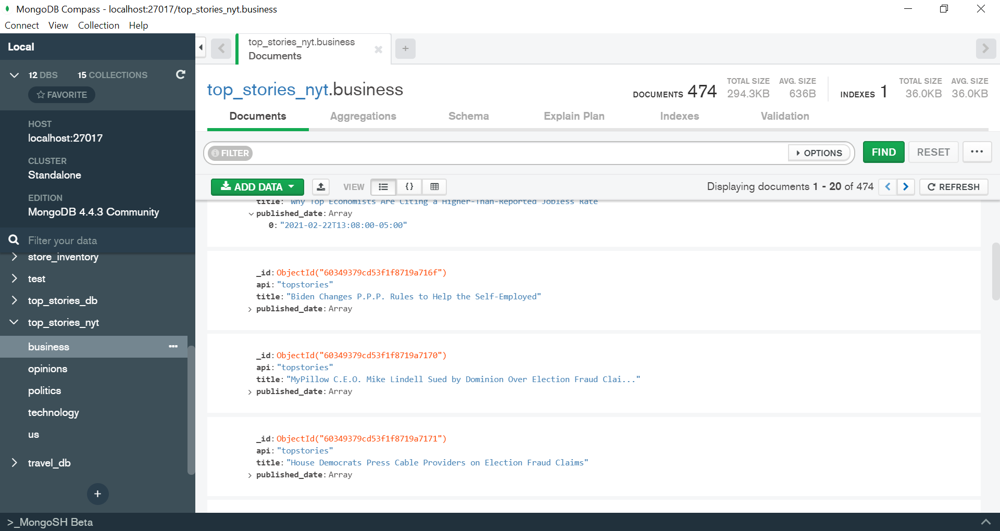 MongoDB Compass - localhost:27017/top_stories_nyt.business
Connect View Collection Help
Local
12 DBS 15 COLLECTIONS
FAVORITE
HOST
localhost:27017
CLUSTER
Standalone
EDITION
MongoDB 4.4.3 Community
Filter your data
store_inventory
test
top_stories_db
top_stories_nyt
business
opinions
politics
technology
us
travel_db
+
top_stories_nyt.business
Documents
+
top_stories_nyt.business
DOCUMENTS 474
TOTAL SIZE AVG. SIZE
294.3KB 636B
INDEXES 1
TOTAL SIZE AVG. SIZE
36.0KB 36.0KB
Documents Aggregations Schema Explain Plan Indexes Validation
FILTER OPTIONS FIND RESET ...
ADD DATA VIEW {} Displaying documents 1 - 20 of 474 REFRESH
title: "Why Top Economists Are Citing a Higher-Than-Reported Jobless Rate
published_date: Array
0: "2021-02-22T13:08:00-05:00"
_id: ObjectId("60349379cd53f1f8719a716f")
api: "topstories"
title: "Biden Changes P.P.P. Rules to Help the Self-Employed"
published_date: Array
_id: ObjectId("60349379cd53f1f8719a7170")
api: "topstories"
title: "MyPillow C.E.O. Mike Lindell Sued by Dominion Over Election Fraud Clai..."
published_date: Array
_id: ObjectId("60349379cd53f1f8719a7171")
api: "topstories"
title: "House Democrats Press Cable Providers on Election Fraud Claims"
published_date: Array
>_MongoSH Beta